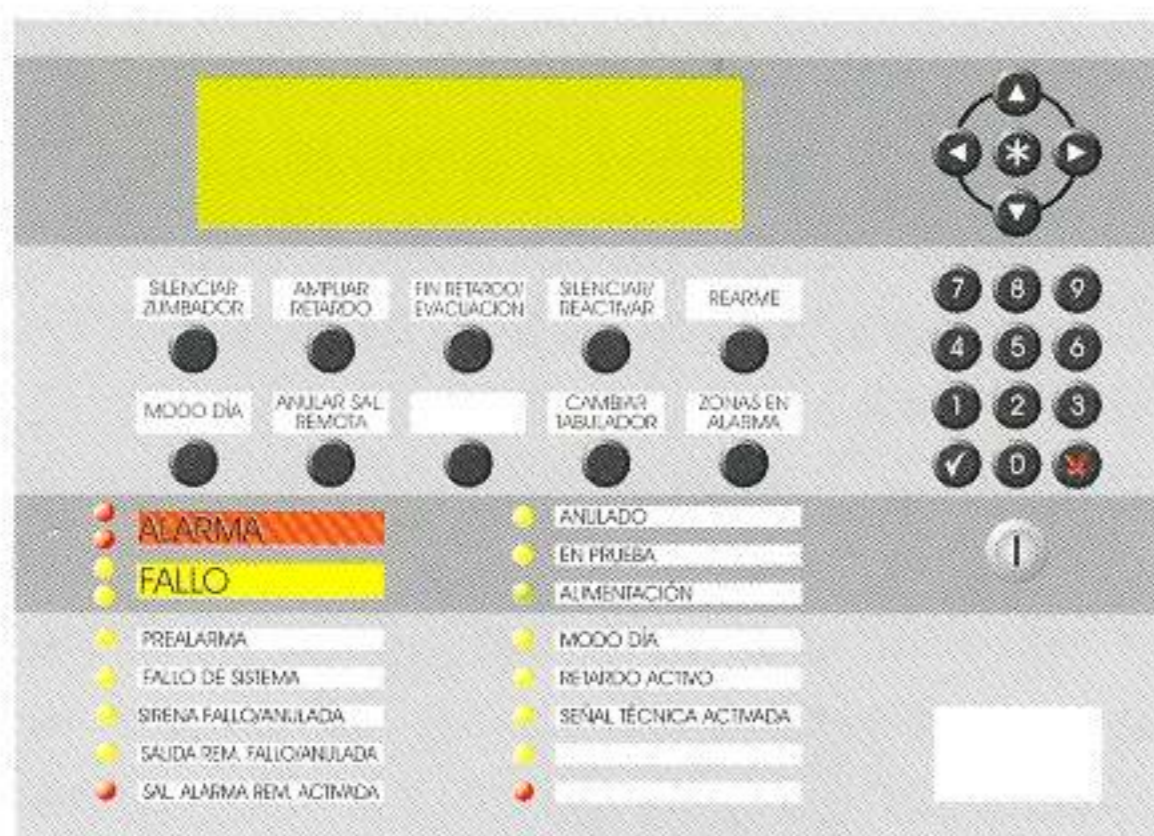 SILENCIAR
ZUMBADOR
AMPLIAR
RETARDO
FIN RETARDO/
EVACUACION
SILENCIAR/
REACTIVAR
REARME
MODO DÍA
ANULAR SAL.
REMOTA
CAMBIAR
TABULADOR
ZONAS EN
ALARMA
7 8 9
4 5 6
1 2 3
0
ALARMA
FALLO
PREALARMA
FALLO DE SISTEMA
SIRENA FALLO/ANULADA
SALIDA REM. FALLO/ANULADA
SAL. ALARMA REM. ACTIVADA
ANULADO
EN PRUEBA
ALIMENTACIÓN
MODO DÍA
RETARDO ACTIVO
SEÑAL TÉCNICA ACTIVADA